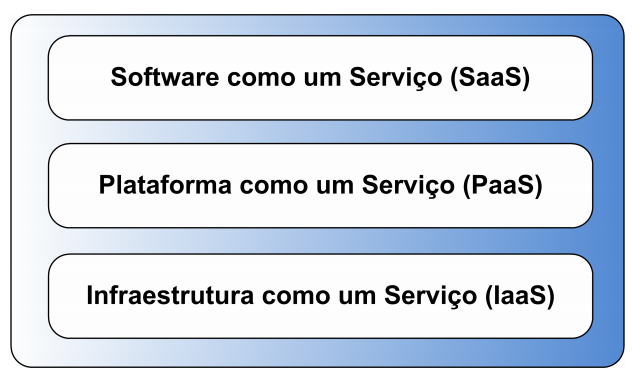 Software como um Serviço (SaaS)
Plataforma como um Serviço (PaaS)
Infraestrutura como um Serviço (IaaS)